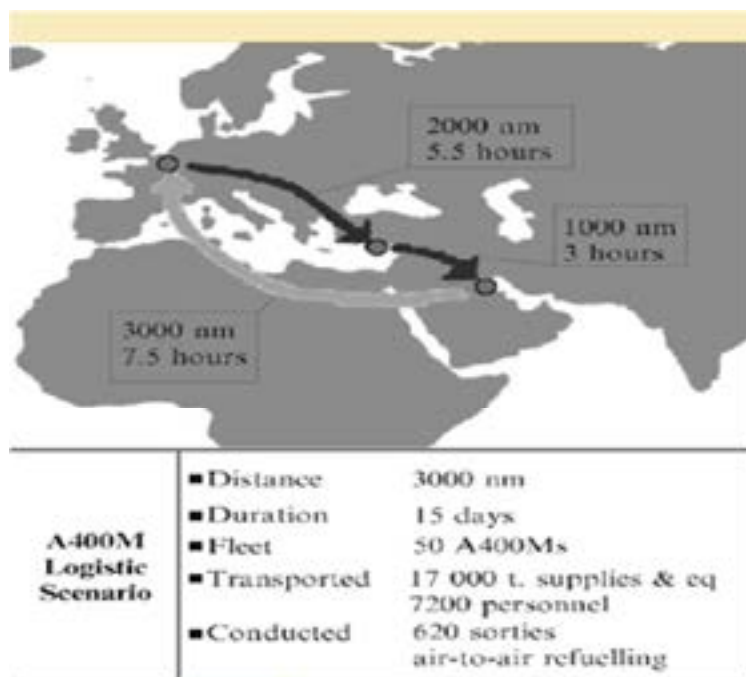 2000 nm
5.5 hours
1000 nm
3 hours
3000 nm
7.5 hours
A400M
Logistic
Scenario
■ Distance 3000 nm
■ Duration 15 days
■ Fleet 50 A400Ms
■ Transported 17 000 t. supplies & eq
7200 personnel
■ Conducted 620 sorties
air-to-air refuelling